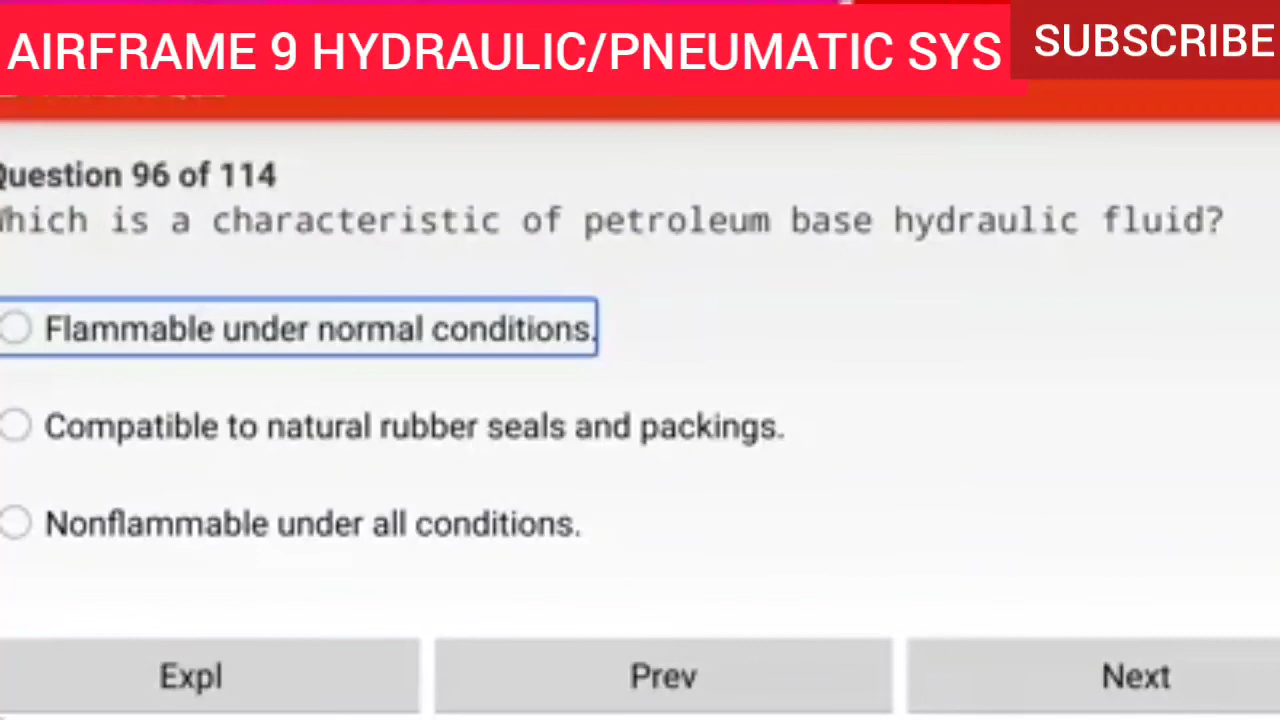 AIRFRAME 9 HYDRAULIC/PNEUMATIC SYS
SUBSCRIBE
Question 96 of 114
Which is a characteristic of petroleum base hydraulic fluid?
Flammable under normal conditions.
Compatible to natural rubber seals and packings.
Nonflammable under all conditions.
Expl
Prev
Next